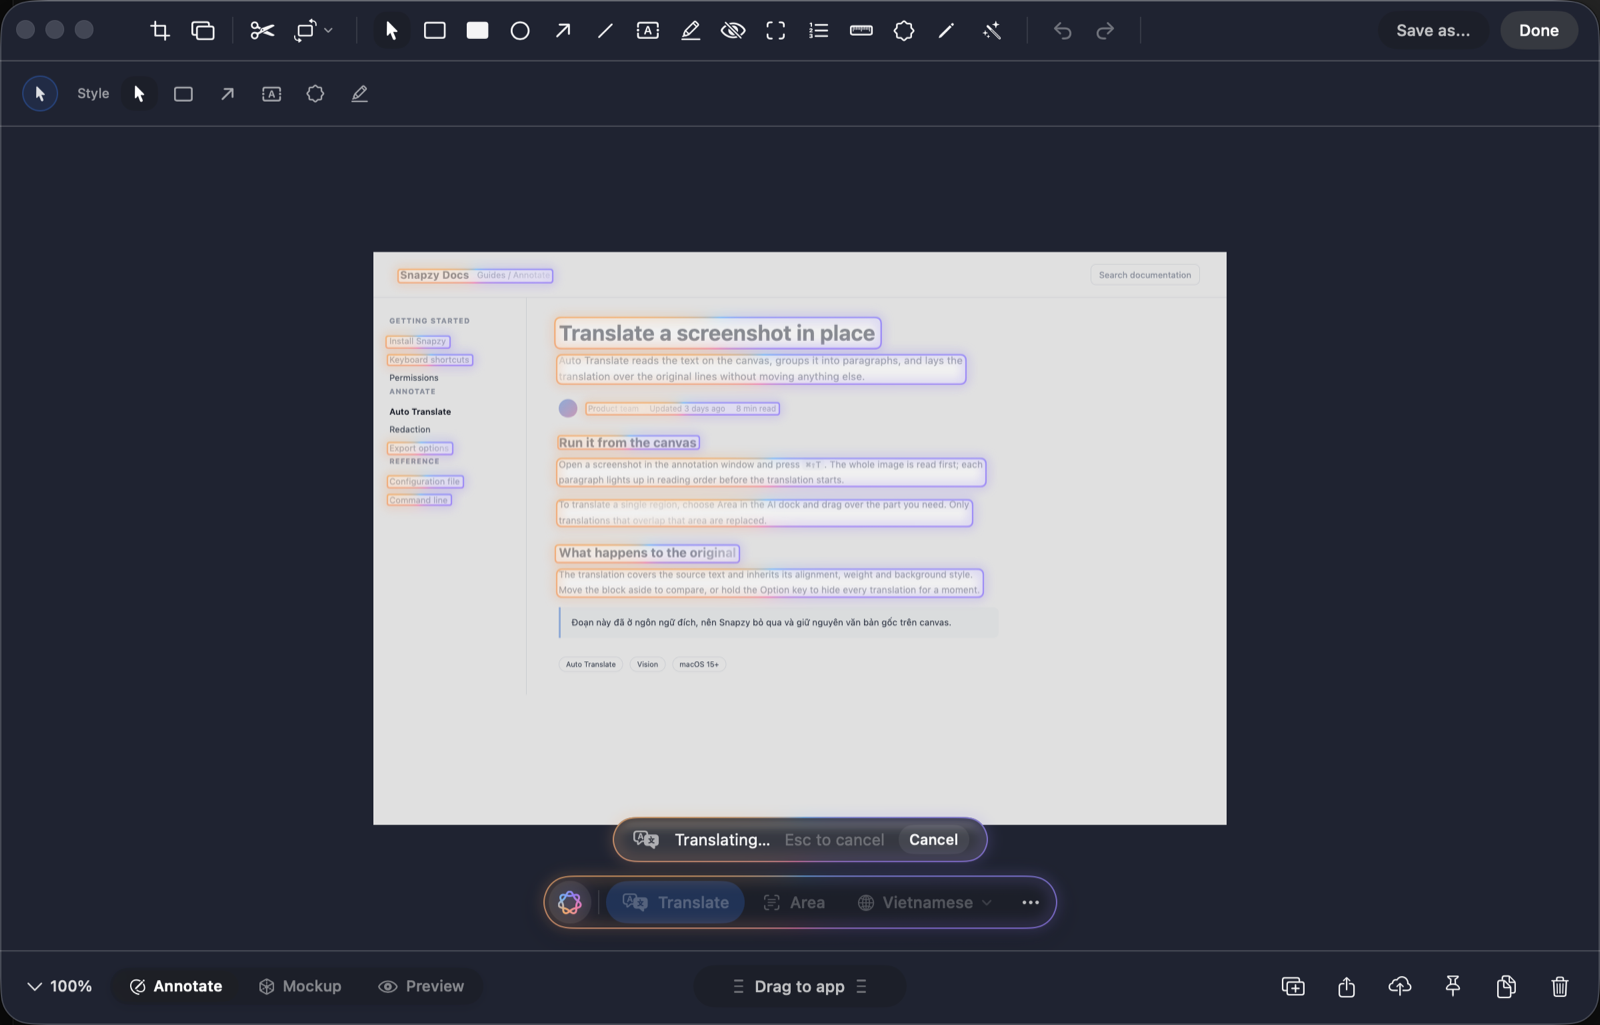 Save as...
Done
Style
Snapzy Docs Guides / Annotate
Search documentation
GETTING STARTED
Install Snapzy
Keyboard shortcuts
Permissions
ANNOTATE
Auto Translate
Redaction
Export options
REFERENCE
Configuration file
Command line
Translate a screenshot in place
Auto Translate reads the text on the canvas, groups it into paragraphs, and lays the
translation over the original lines without moving anything else.
Product team Updated 3 days ago 8 min read
Run it from the canvas
Open a screenshot in the annotation window and press ⌘⇧T . The whole image is read first; each
paragraph lights up in reading order before the translation starts.
To translate a single region, choose Area in the AI dock and drag over the part you need. Only
translations that overlap that area are replaced.
What happens to the original
The translation covers the source text and inherits its alignment, weight and background style.
Move the block aside to compare, or hold the Option key to hide every translation for a moment.
Đoạn này đã ở ngôn ngữ đích, nên Snapzy bỏ qua và giữ nguyên văn bản gốc trên canvas.
Auto Translate Vision macOS 15+
Translating... Esc to cancel Cancel
Translate Area Vietnamese
100% Annotate Mockup Preview
Drag to app